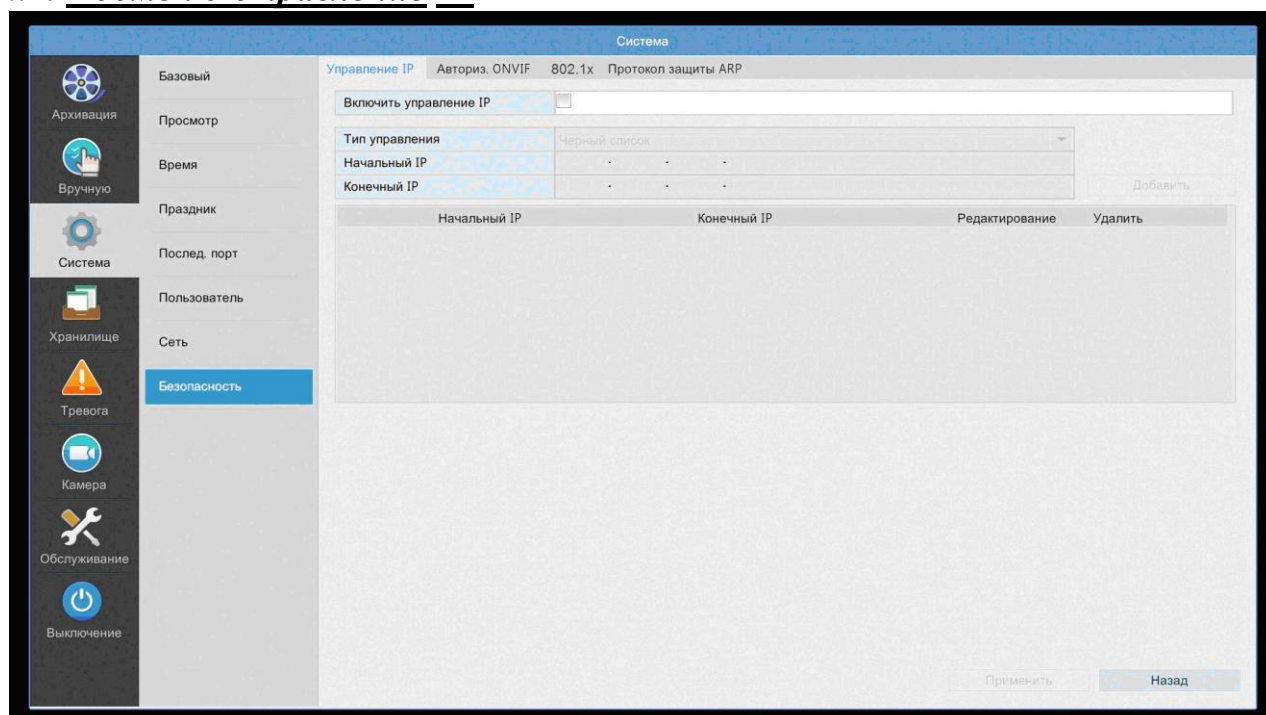 Система
Архивация
Вручную
Система
Хранилище
Тревога
Камера
Обслуживание
Выключение
Базовый
Просмотр
Время
Праздник
Послед. порт
Пользователь
Сеть
Безопасность
Управление IP Авториз. ONVIF 802.1x Протокол защиты ARP
Включить управление IP
Тип управления Черный список
Начальный IP . . .
Конечный IP . . . Добавить
Начальный IP Конечный IP Редактирование Удалить
Применить Назад